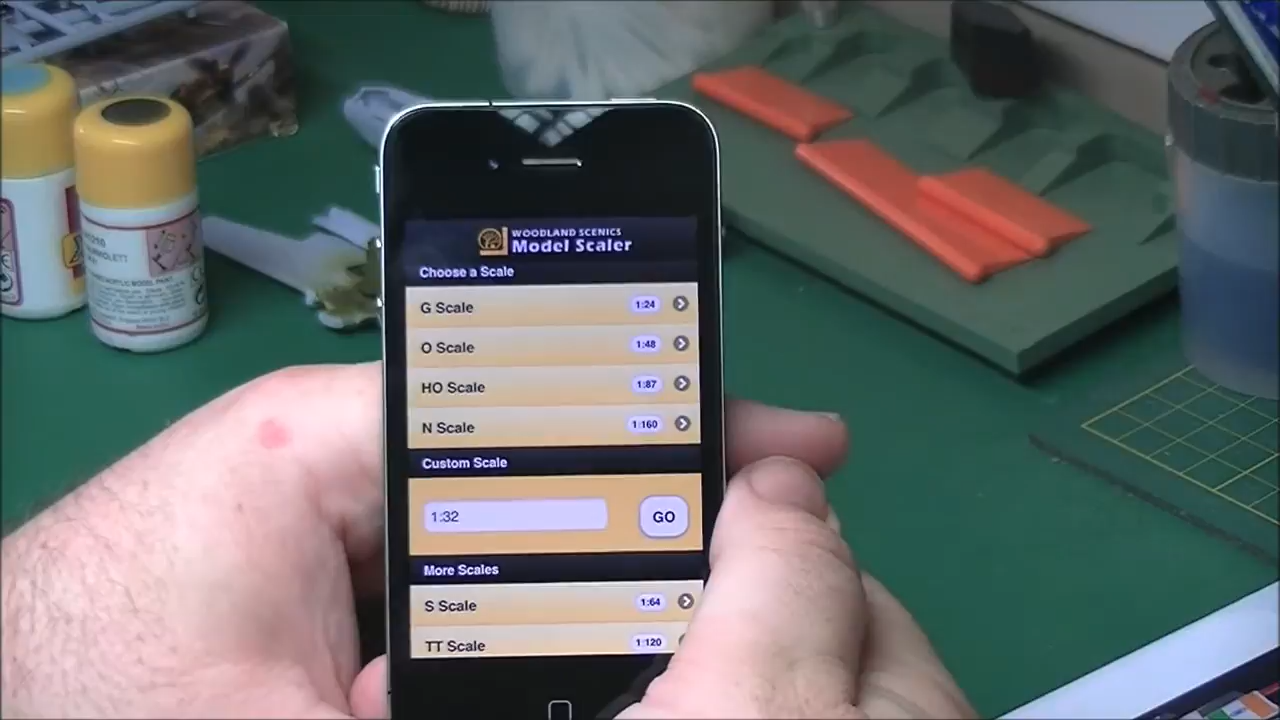 WOODLAND SCENICS
Model Scaler
Choose a Scale
G Scale 1:24
O Scale 1:48
HO Scale 1:87
N Scale 1:160
Custom Scale
1:32 GO
More Scales
S Scale 1:64
TT Scale 1:120